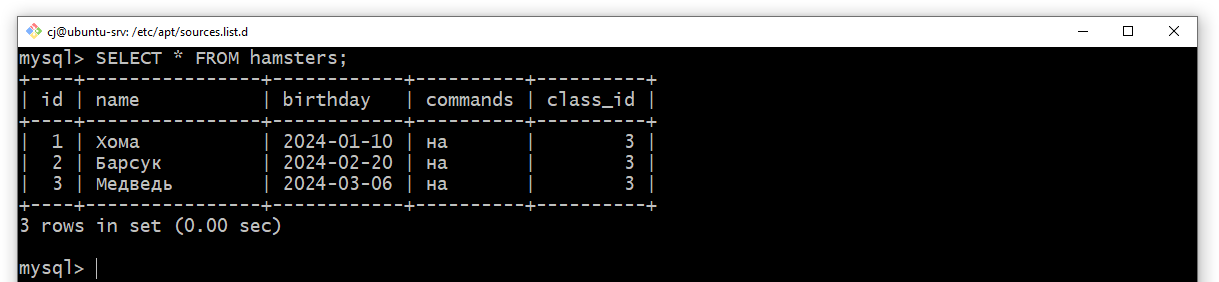 cj@ubuntu-srv: /etc/apt/sources.list.d
mysql> SELECT * FROM hamsters;
+----+----------------+------------+----------+----------+
| id | name           | birthday   | commands | class_id |
+----+----------------+------------+----------+----------+
|  1 | Хома           | 2024-01-10 | на       |        3 |
|  2 | Барсук         | 2024-02-20 | на       |        3 |
|  3 | Медведь        | 2024-03-06 | на       |        3 |
+----+----------------+------------+----------+----------+
3 rows in set (0.00 sec)
mysql>